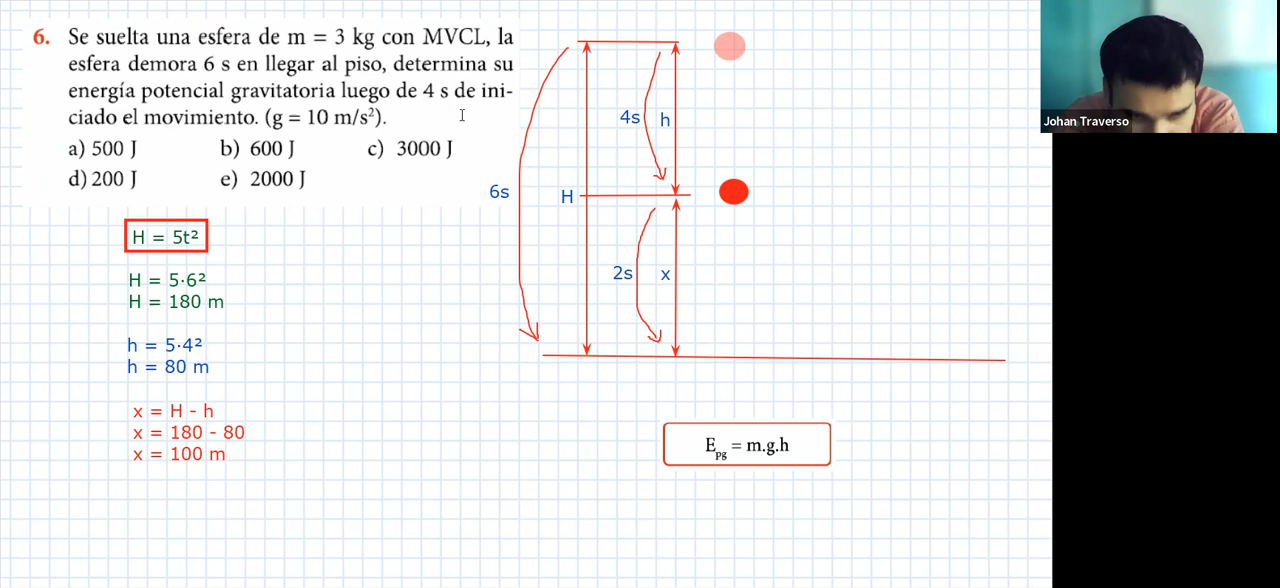 6. Se suelta una esfera de m = 3 kg con MVCL, la
esfera demora 6 s en llegar al piso, determina su
energía potencial gravitatoria luego de 4 s de ini-
ciado el movimiento. (g = 10 m/s²).
a) 500 J b) 600 J c) 3000 J
d) 200 J e) 2000 J
H = 5t²
H = 5·6²
H = 180 m
h = 5·4²
h = 80 m
x = H - h
x = 180 - 80
x = 100 m
6s
H
4s
h
2s
x
E_pg = m.g.h
Johan Traverso